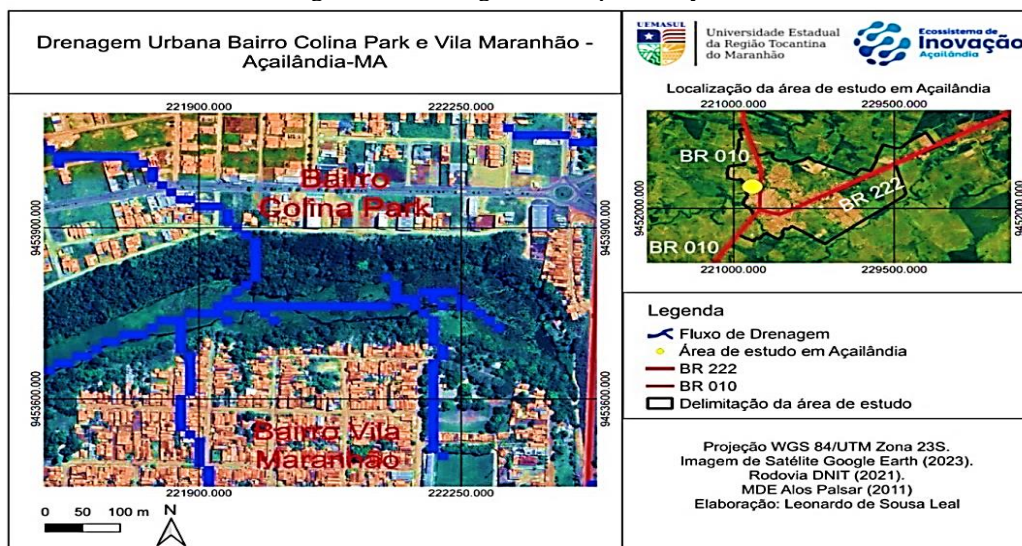 Drenagem Urbana Bairro Colina Park e Vila Maranhão -
Açailândia-MA
221900.000 222250.000
Bairro
Colina Park
9453900.000 9453900.000
9453600.000 9453600.000
Bairro Vila
Maranhão
221900.000 222250.000
0 50 100 m N
UEMASUL
Universidade Estadual
da Região Tocantina
do Maranhão
Ecossistema de
Inovação
Açailândia
Localização da área de estudo em Açailândia
221000.000 229500.000
BR 010
BR 222
9452000.000 9452000.000
BR 010
221000.000 229500.000
Legenda
Fluxo de Drenagem
Área de estudo em Açailândia
BR 222
BR 010
Delimitação da área de estudo
Projeção WGS 84/UTM Zona 23S.
Imagem de Satélite Google Earth (2023).
Rodovia DNIT (2021).
MDE Alos Palsar (2011)
Elaboração: Leonardo de Sousa Leal